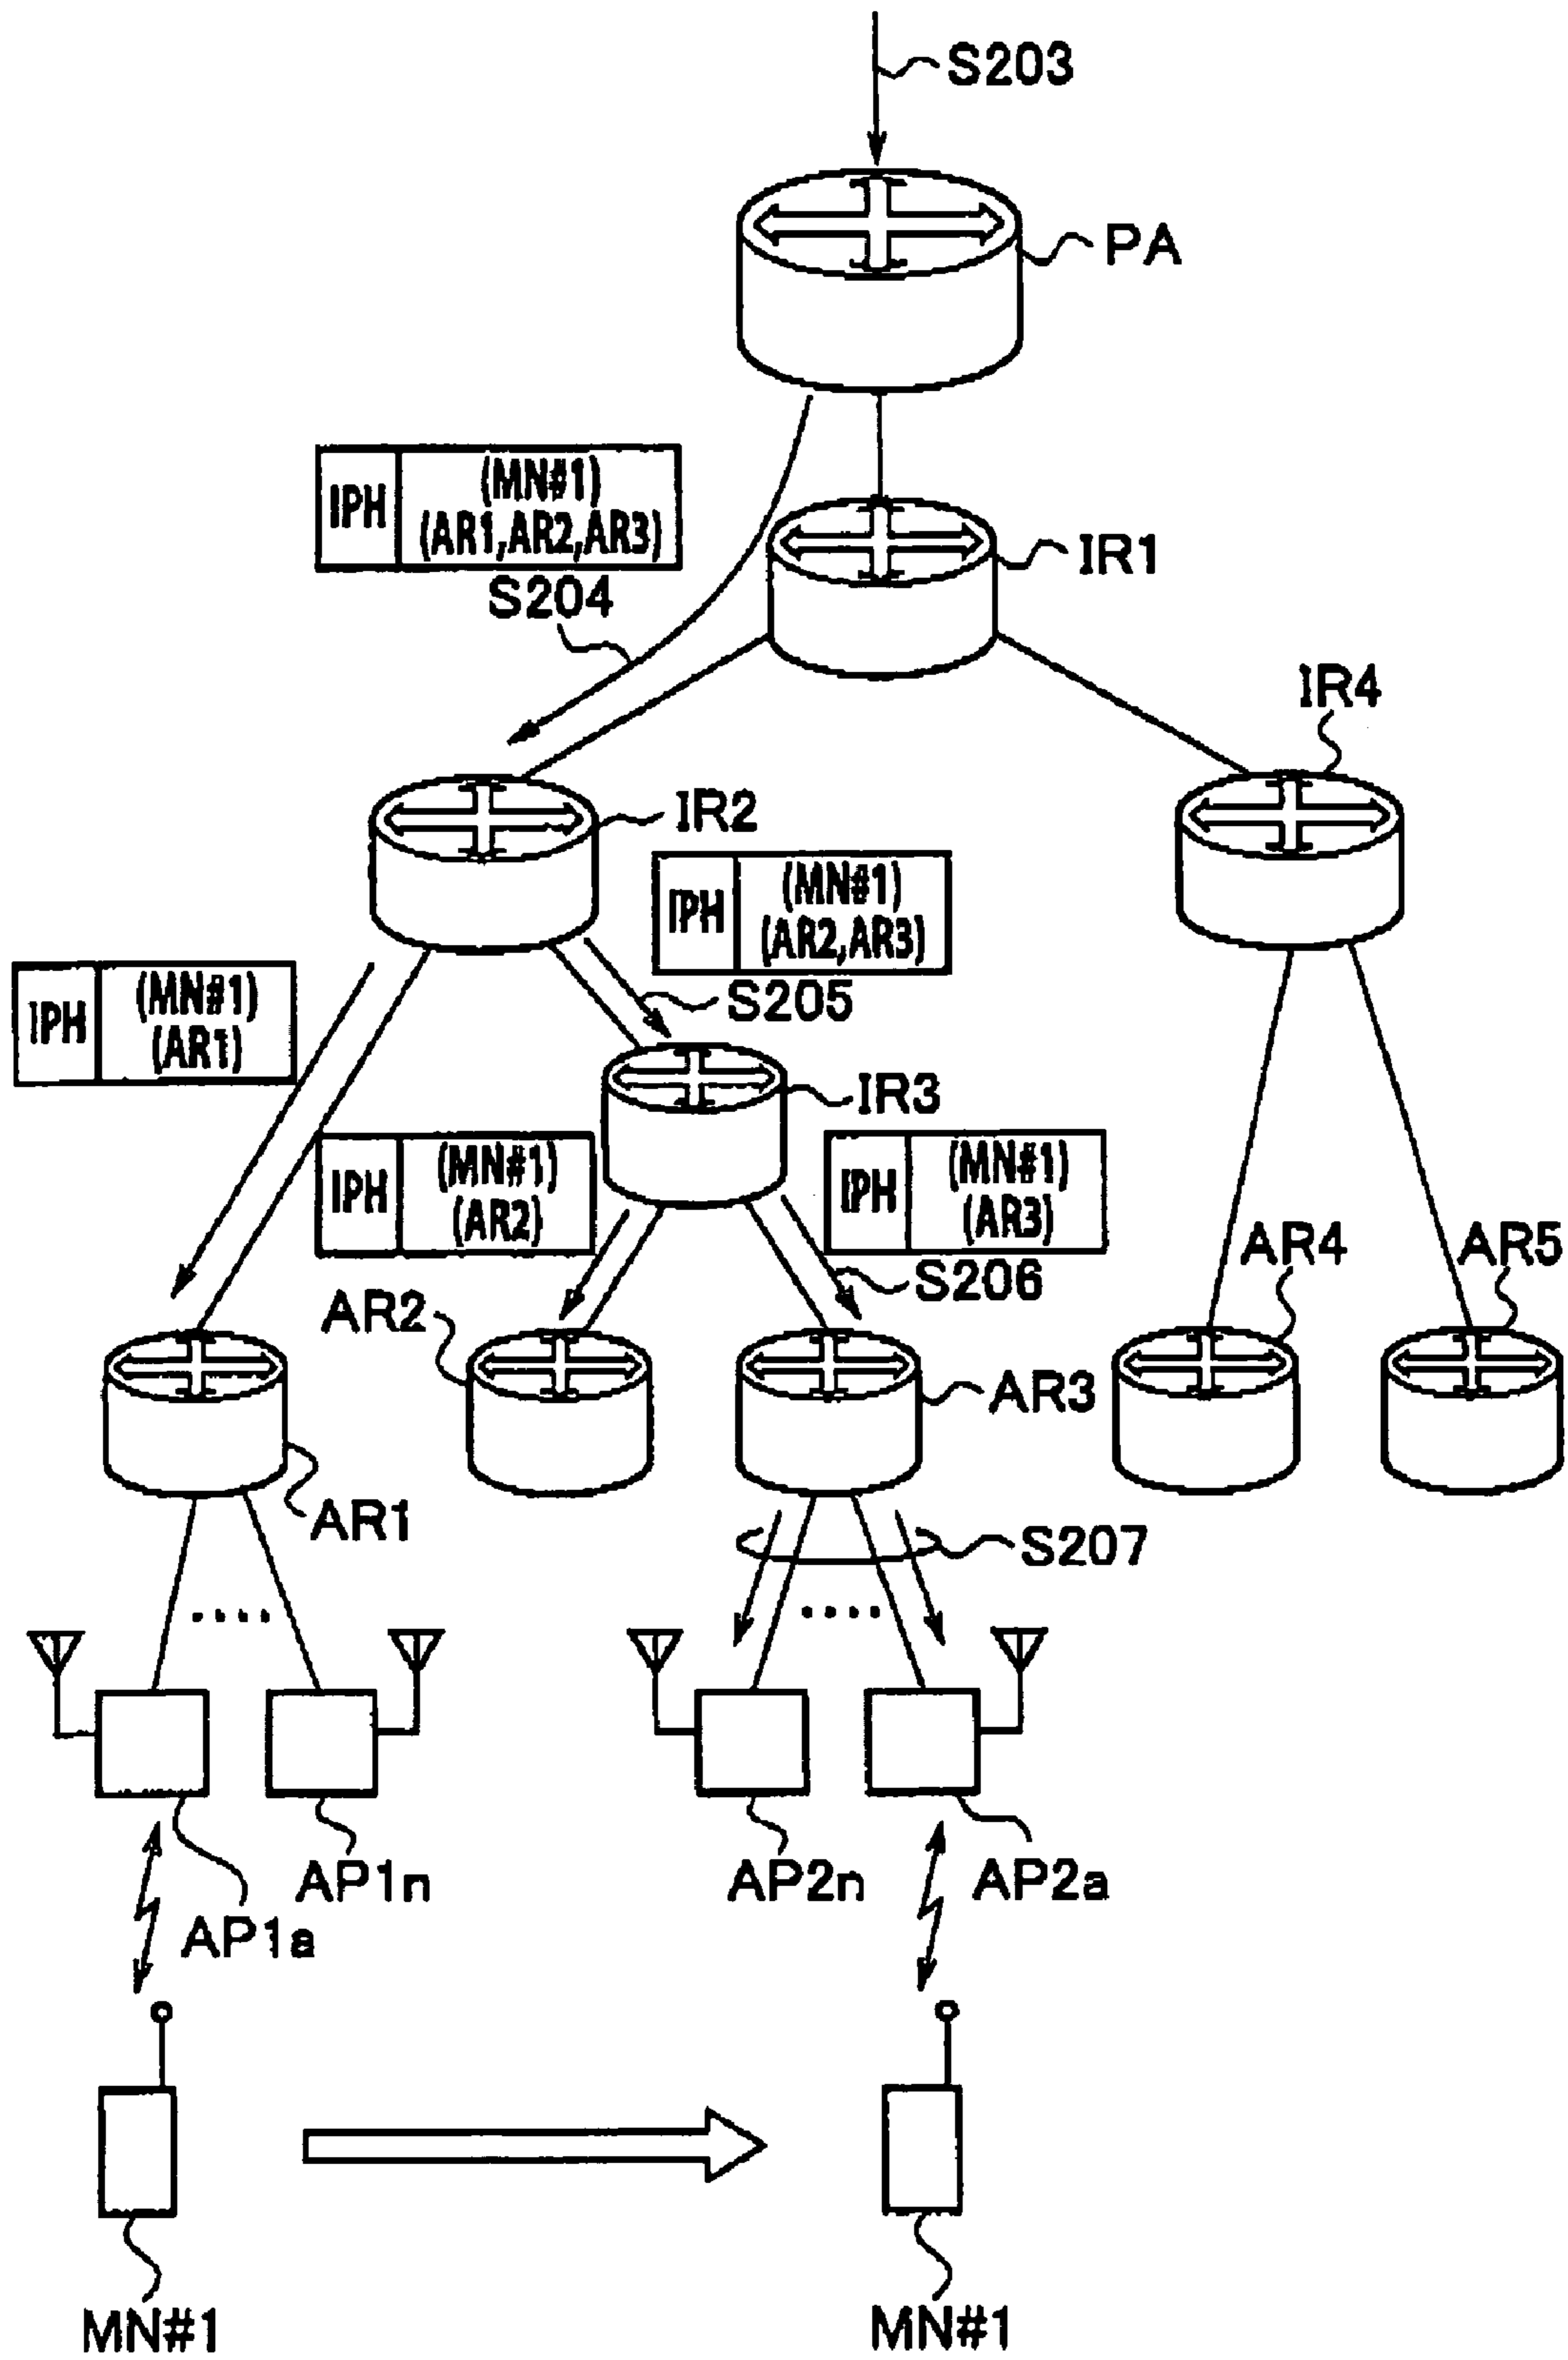 S203
PA
IPH
(MN#1)
(AR1,AR2,AR3)
S204
IR1
IR4
IR2
IPH
(MN#1)
(AR2,AR3)
S205
IPH
(MN#1)
(AR1)
IR3
IPH
(MN#1)
(AR2)
IPH
(MN#1)
(AR3)
S206
AR4
AR5
AR2
AR3
AR1
S207
AP1n
AP2n
AP2a
AP1a
MN#1
MN#1